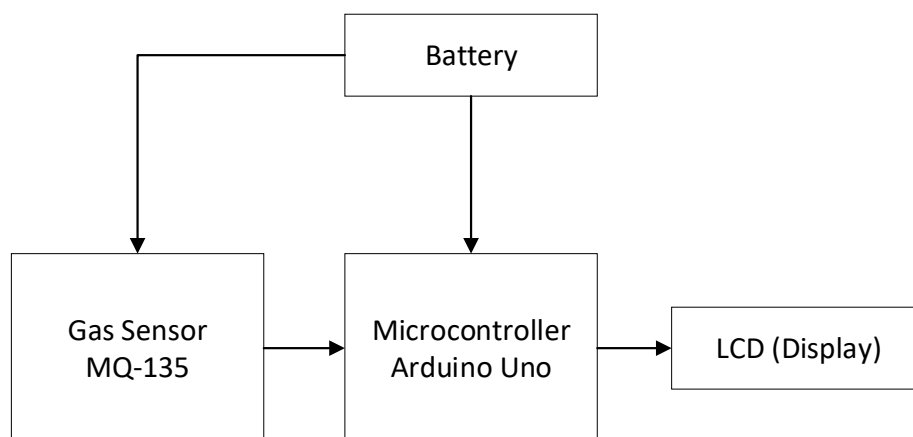 Battery
Gas Sensor
MQ-135
Microcontroller
Arduino Uno
LCD (Display)